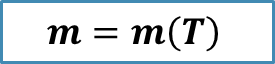 m = m(T)